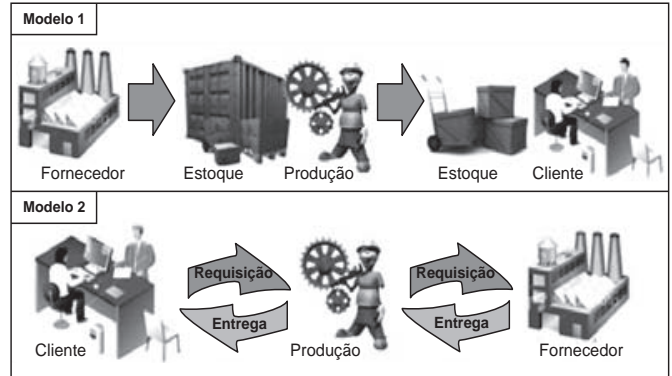 Modelo 1
Fornecedor Estoque Produção Estoque Cliente
Modelo 2
Requisição Requisição
Entrega Entrega
Cliente Produção Fornecedor